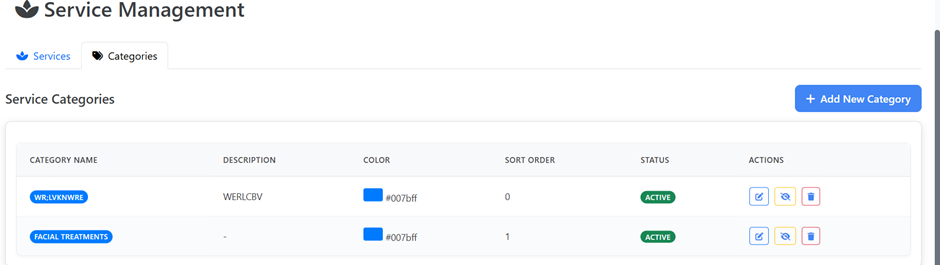 Service Management
Services Categories
Service Categories
+ Add New Category
CATEGORY NAME DESCRIPTION COLOR SORT ORDER STATUS ACTIONS
WR;LVKNWRE WERLCBV #007bff 0 ACTIVE
FACIAL TREATMENTS - #007bff 1 ACTIVE